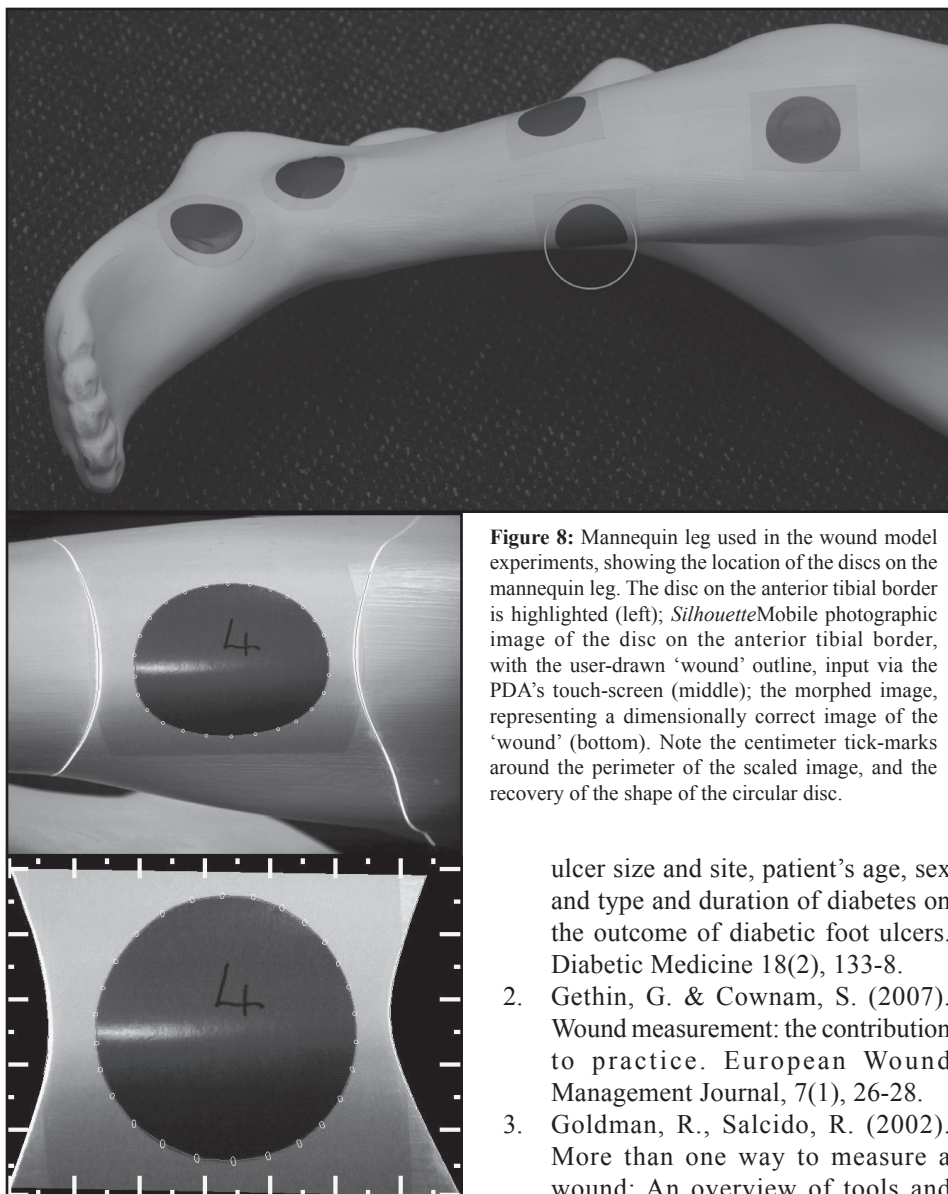 4
4
Figure 8: Mannequin leg used in the wound model
experiments, showing the location of the discs on the
mannequin leg. The disc on the anterior tibial border
is highlighted (left); SilhouetteMobile photographic
image of the disc on the anterior tibial border,
with the user-drawn ‘wound’ outline, input via the
PDA’s touch-screen (middle); the morphed image,
representing a dimensionally correct image of the
‘wound’ (bottom). Note the centimeter tick-marks
around the perimeter of the scaled image, and the
recovery of the shape of the circular disc.
ulcer size and site, patient’s age, sex
and type and duration of diabetes on
the outcome of diabetic foot ulcers.
Diabetic Medicine 18(2), 133-8.
2. Gethin, G. & Cownam, S. (2007).
Wound measurement: the contribution
to practice. European Wound
Management Journal, 7(1), 26-28.
3. Goldman, R., Salcido, R. (2002).
More than one way to measure a
wound: An overview of tools and